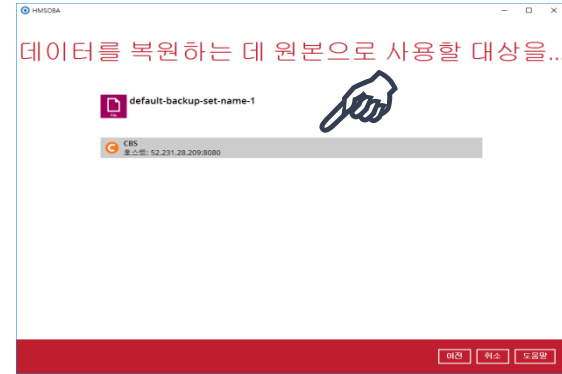 HMSOBA
데이터를 복원하는 데 원본으로 사용할 대상을...
default-backup-set-name-1
File
CBS
호스트: 52.231.28.209:8080
이전 취소 도움말